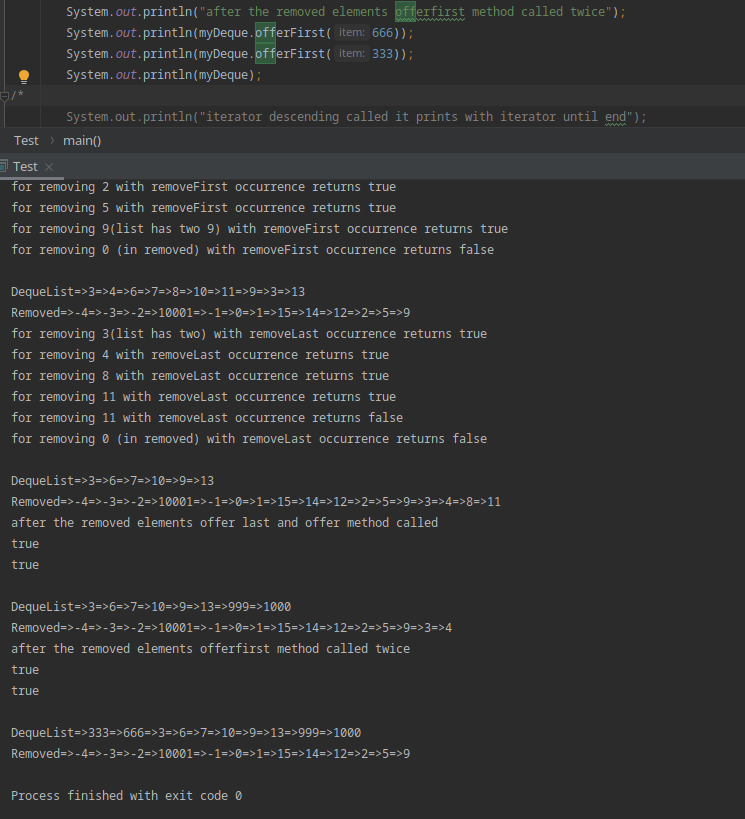 System.out.println("after the removed elements offerfirst method called twice");
System.out.println(myDeque.offerFirst( item: 666));
System.out.println(myDeque.offerFirst( item: 333));
System.out.println(myDeque);
/*
System.out.println("iterator descending called it prints with iterator until end");
Test > main()
Test ×
for removing 2 with removeFirst occurrence returns true
for removing 5 with removeFirst occurrence returns true
for removing 9(list has two 9) with removeFirst occurrence returns true
for removing 0 (in removed) with removeFirst occurrence returns false
DequeList=>3=>4=>6=>7=>8=>10=>11=>9=>3=>13
Removed=>-4=>-3=>-2=>10001=>-1=>0=>1=>15=>14=>12=>2=>5=>9
for removing 3(list has two) with removeLast occurrence returns true
for removing 4 with removeLast occurrence returns true
for removing 8 with removeLast occurrence returns true
for removing 11 with removeLast occurrence returns true
for removing 11 with removeLast occurrence returns false
for removing 0 (in removed) with removeLast occurrence returns false
DequeList=>3=>6=>7=>10=>9=>13
Removed=>-4=>-3=>-2=>10001=>-1=>0=>1=>15=>14=>12=>2=>5=>9=>3=>4=>8=>11
after the removed elements offer last and offer method called
true
true
DequeList=>3=>6=>7=>10=>9=>13=>999=>1000
Removed=>-4=>-3=>-2=>10001=>-1=>0=>1=>15=>14=>12=>2=>5=>9=>3=>4
after the removed elements offerfirst method called twice
true
true
DequeList=>333=>666=>3=>6=>7=>10=>9=>13=>999=>1000
Removed=>-4=>-3=>-2=>10001=>-1=>0=>1=>15=>14=>12=>2=>5=>9
Process finished with exit code 0